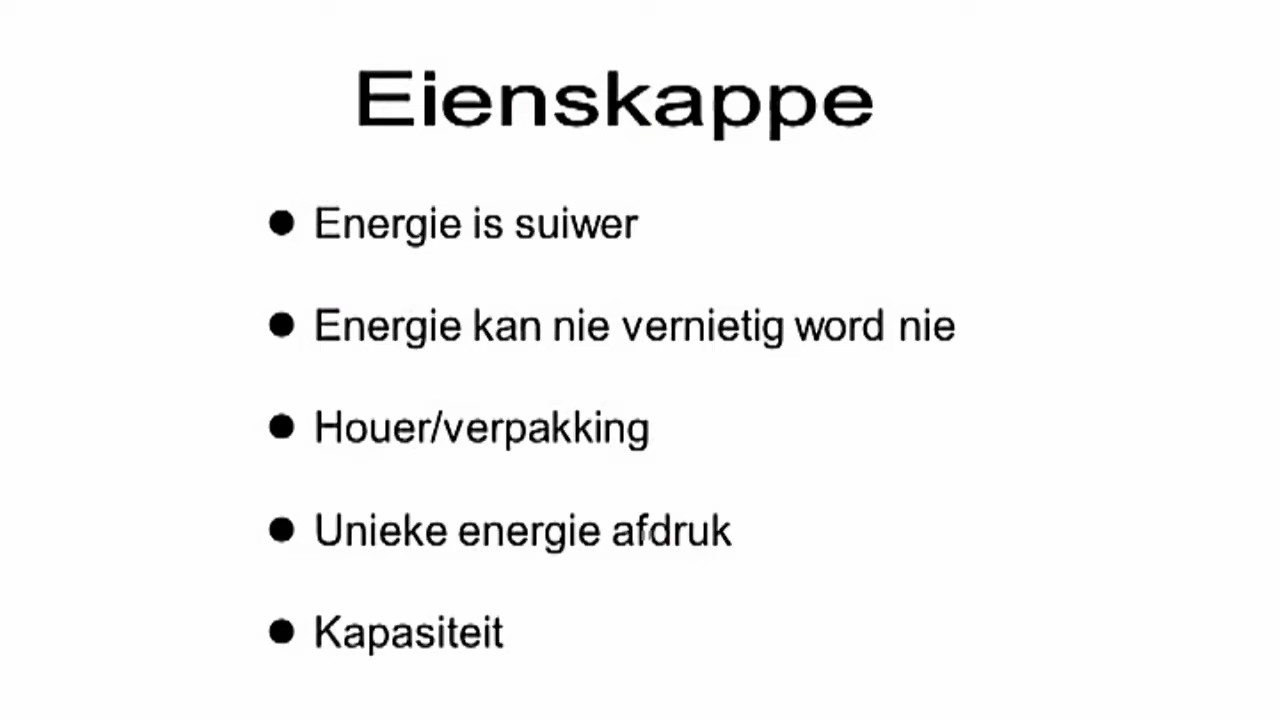 Eienskappe
● Energie is suiwer
● Energie kan nie vernietig word nie
● Houer/verpakking
● Unieke energie afdruk
● Kapasiteit